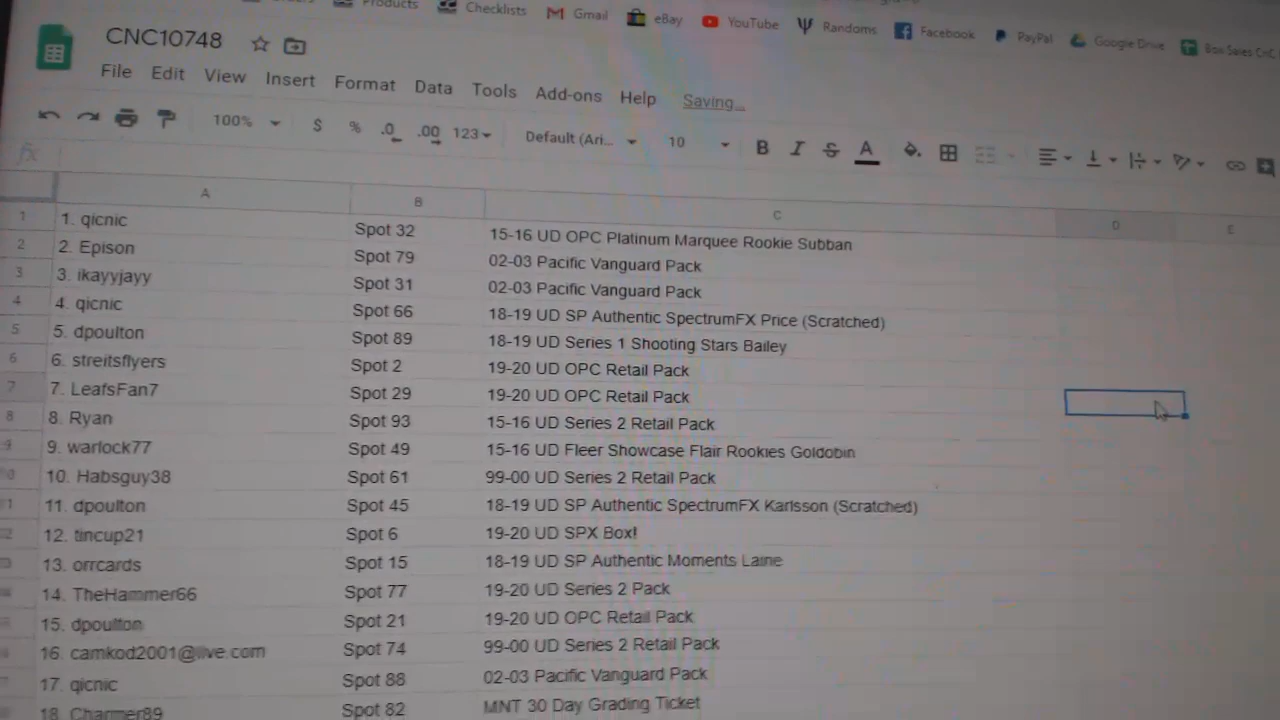 Products Checklists Gmail eBay YouTube Randoms Facebook PayPal Google Drive Box Sales CNC
CNC10748
File Edit View Insert Format Data Tools Add-ons Help Saving...
100% $ % .0 .00 123 Default (Ari... 10 B I S A
fx
A B C D E
1 1. qicnic Spot 32 15-16 UD OPC Platinum Marquee Rookie Subban
2 2. Epison Spot 79 02-03 Pacific Vanguard Pack
3 3. ikayyjayy Spot 31 02-03 Pacific Vanguard Pack
4 4. qicnic Spot 66 18-19 UD SP Authentic SpectrumFX Price (Scratched)
5 5. dpoulton Spot 89 18-19 UD Series 1 Shooting Stars Bailey
6 6. streitsflyers Spot 2 19-20 UD OPC Retail Pack
7 7. LeafsFan7 Spot 29 19-20 UD OPC Retail Pack
8 8. Ryan Spot 93 15-16 UD Series 2 Retail Pack
9 9. warlock77 Spot 49 15-16 UD Fleer Showcase Flair Rookies Goldobin
10. Habsguy38 Spot 61 99-00 UD Series 2 Retail Pack
11. dpoulton Spot 45 18-19 UD SP Authentic SpectrumFX Karlsson (Scratched)
12. tincup21 Spot 6 19-20 UD SPX Box!
13. orrcards Spot 15 18-19 UD SP Authentic Moments Laine
14. TheHammer66 Spot 77 19-20 UD Series 2 Pack
15. dpoulton Spot 21 19-20 UD OPC Retail Pack
16. camkod2001@live.com Spot 74 99-00 UD Series 2 Retail Pack
17. qicnic Spot 88 02-03 Pacific Vanguard Pack
18. Charmer89 Spot 82 MNT 30 Day Grading Ticket